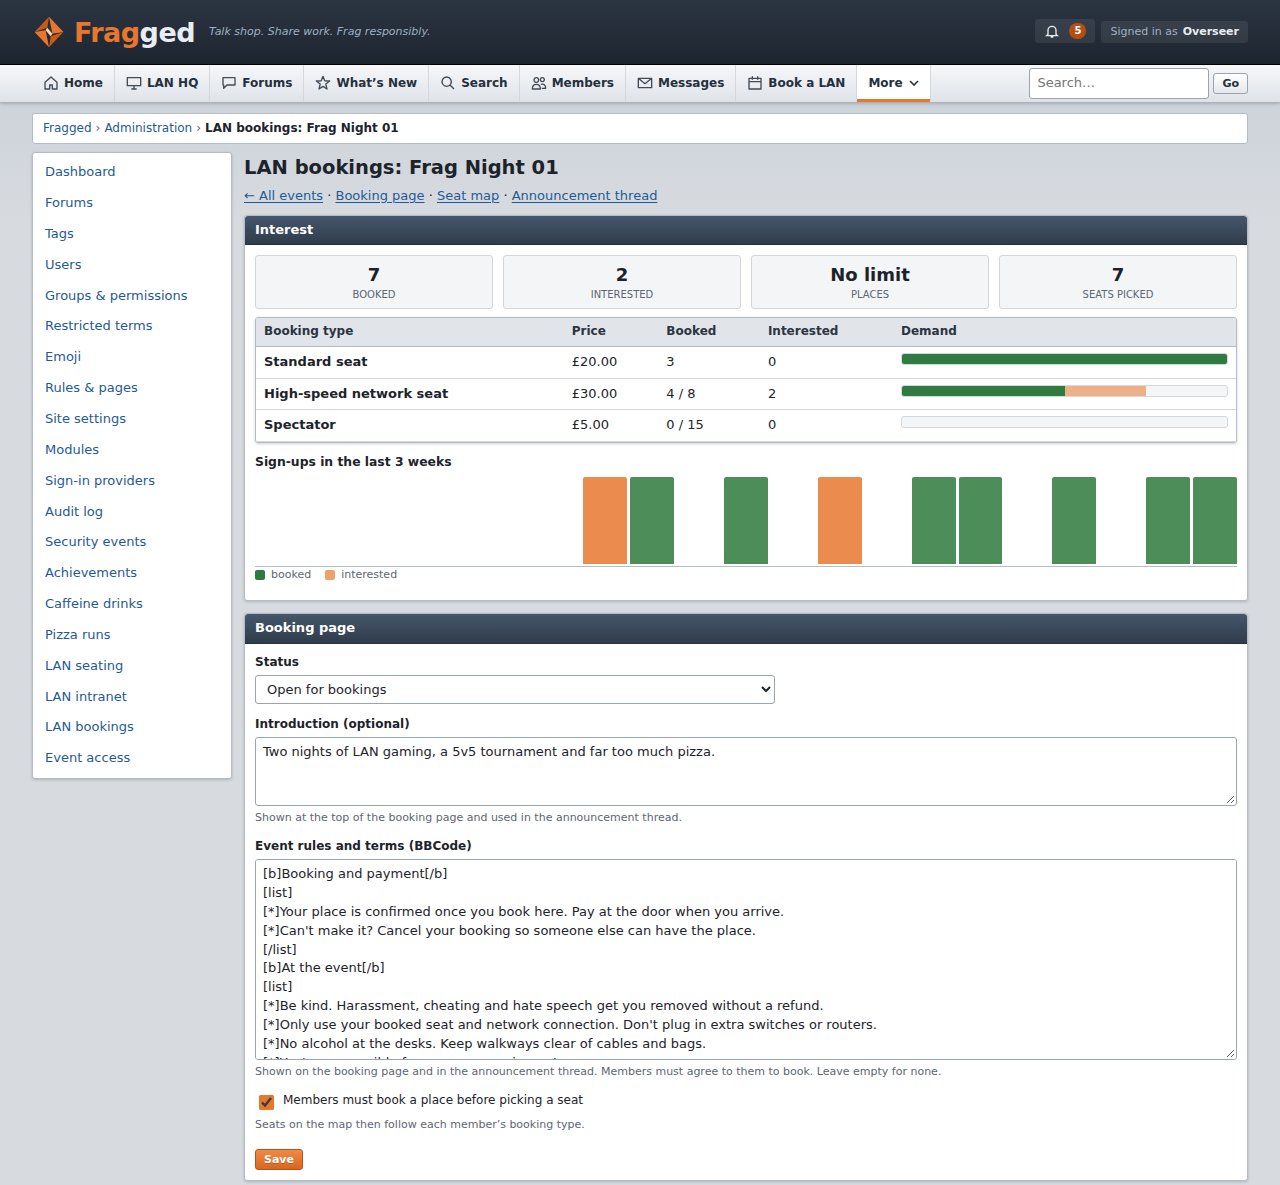 Fragged
Talk shop. Share work. Frag responsibly.
5
Signed in as Overseer
Home
LAN HQ
Forums
What’s New
Search
Members
Messages
Book a LAN
More
Search…
Go
Fragged › Administration › LAN bookings: Frag Night 01
Dashboard
Forums
Tags
Users
Groups & permissions
Restricted terms
Emoji
Rules & pages
Site settings
Modules
Sign-in providers
Audit log
Security events
Achievements
Caffeine drinks
Pizza runs
LAN seating
LAN intranet
LAN bookings
Event access
LAN bookings: Frag Night 01
← All events · Booking page · Seat map · Announcement thread
Interest
7
BOOKED
2
INTERESTED
No limit
PLACES
7
SEATS PICKED
Booking type Price Booked Interested Demand
Standard seat £20.00 3 0
High-speed network seat £30.00 4 / 8 2
Spectator £5.00 0 / 15 0
Sign-ups in the last 3 weeks
booked interested
Booking page
Status
Open for bookings
Introduction (optional)
Two nights of LAN gaming, a 5v5 tournament and far too much pizza.
Shown at the top of the booking page and used in the announcement thread.
Event rules and terms (BBCode)
[b]Booking and payment[/b]
[list]
[*]Your place is confirmed once you book here. Pay at the door when you arrive.
[*]Can't make it? Cancel your booking so someone else can have the place.
[/list]
[b]At the event[/b]
[list]
[*]Be kind. Harassment, cheating and hate speech get you removed without a refund.
[*]Only use your booked seat and network connection. Don't plug in extra switches or routers.
[*]No alcohol at the desks. Keep walkways clear of cables and bags.
Shown on the booking page and in the announcement thread. Members must agree to them to book. Leave empty for none.
Members must book a place before picking a seat
Seats on the map then follow each member’s booking type.
Save